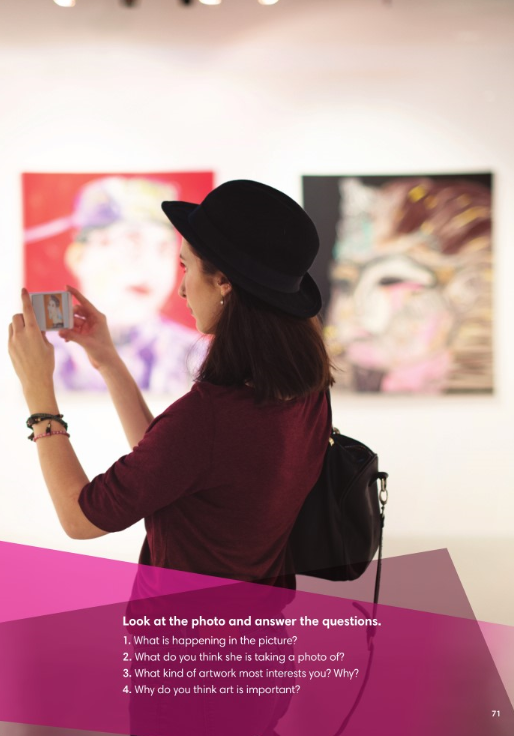 Look at the photo and answer the questions.
1. What is happening in the picture?
2. What do you think she is taking a photo of?
3. What kind of artwork most interests you? Why?
4. Why do you think art is important?
71